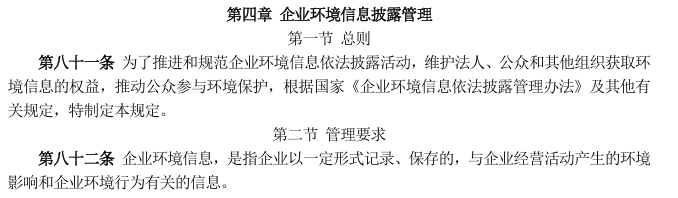 第四章 企业环境信息披露管理
第一节 总则
第八十一条 为了推进和规范企业环境信息依法披露活动，维护法人、公众和其他组织获取环
境信息的权益，推动公众参与环境保护，根据国家《企业环境信息依法披露管理办法》及其他有
关规定，特制定本规定。
第二节 管理要求
第八十二条 企业环境信息，是指企业以一定形式记录、保存的，与企业经营活动产生的环境
影响和企业环境行为有关的信息。